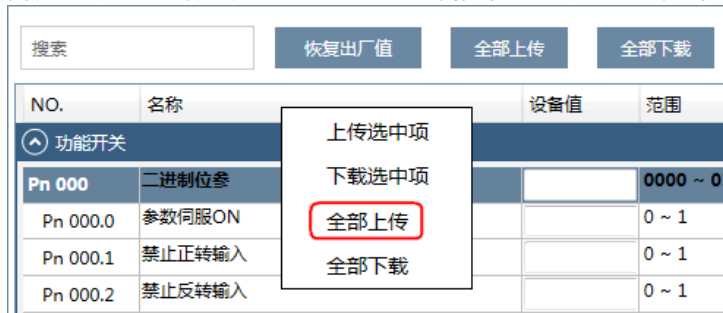 搜索 恢复出厂值 全部上传 全部下载
NO. 名称 设备值 范围
功能开关
上传选中项
下载选中项
全部上传
全部下载
Pn 000 二进制位参 0000 ~ 0
Pn 000.0 参数伺服ON 0 ~ 1
Pn 000.1 禁止正转输入 0 ~ 1
Pn 000.2 禁止反转输入 0 ~ 1